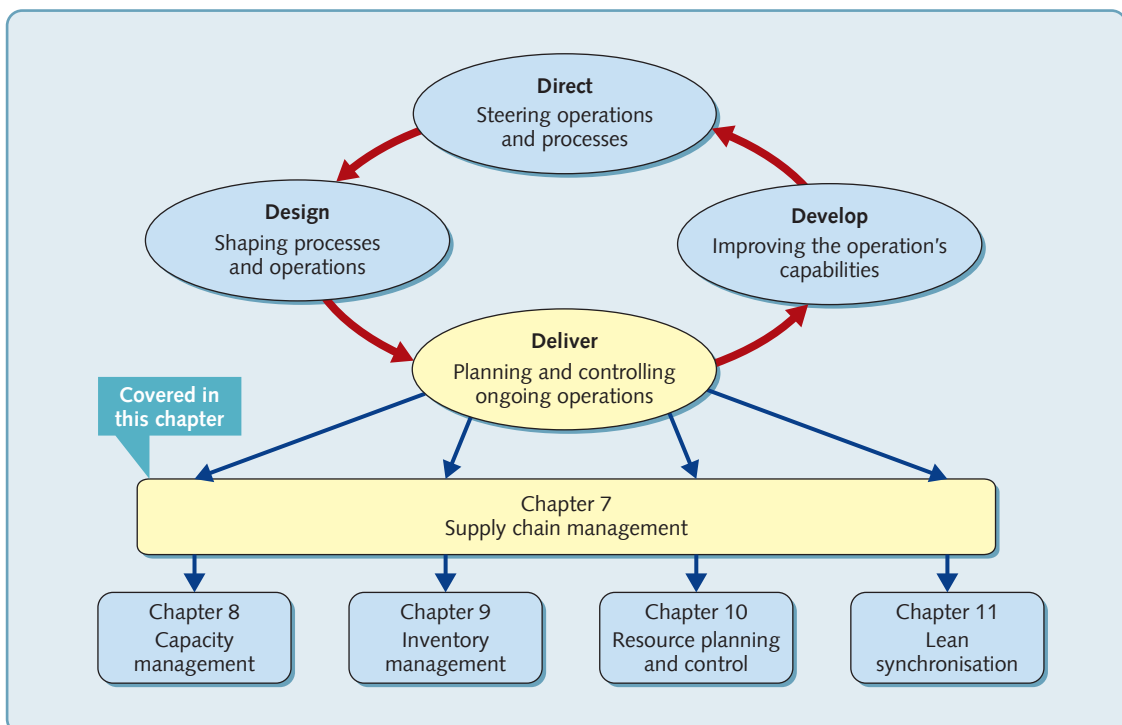 Direct
Steering operations
and processes
Design
Shaping processes
and operations
Develop
Improving the operation's
capabilities
Deliver
Planning and controlling
ongoing operations
Covered in
this chapter
Chapter 7
Supply chain management
Chapter 8
Capacity
management
Chapter 9
Inventory
management
Chapter 10
Resource planning
and control
Chapter 11
Lean
synchronisation